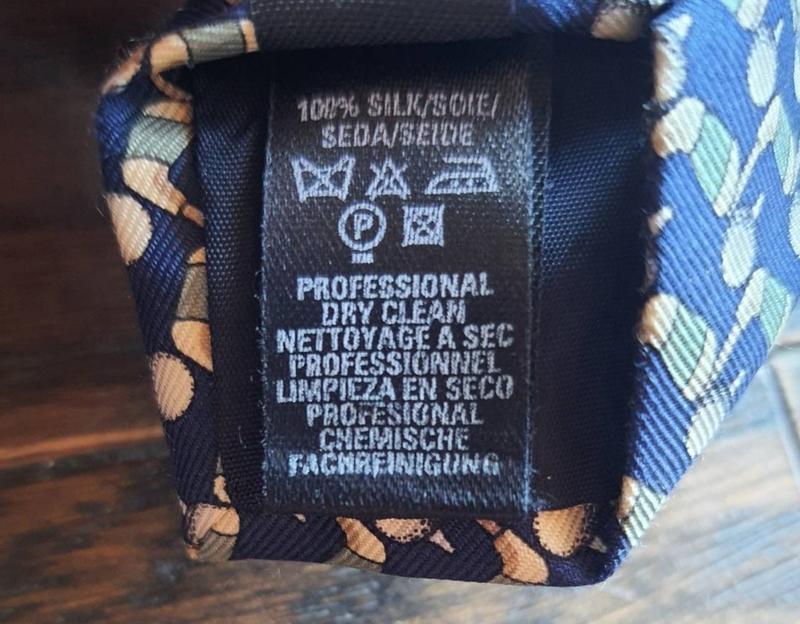 100% SILK/SOIE/
SEDA/SEIDE
P
PROFESSIONAL
DRY CLEAN
NETTOYAGE A SEC
PROFESSIONNEL
LIMPIEZA EN SECO
PROFESIONAL
CHEMISCHE
FACHREINIGUNG